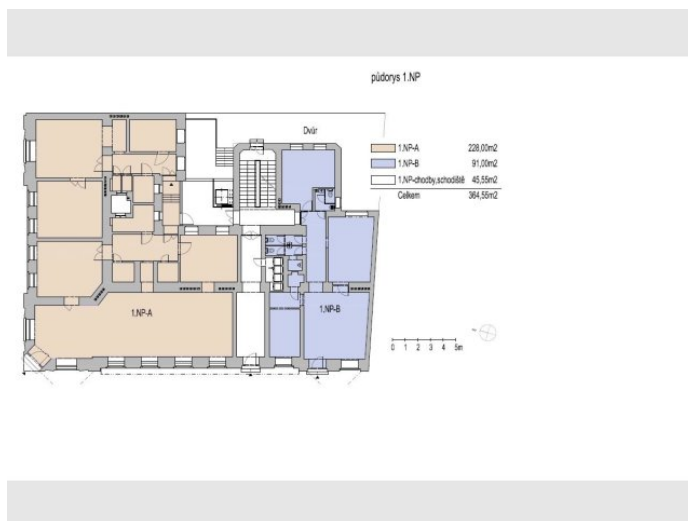 půdorys 1.NP
Dvůr
1.NP-A 228,00m2
1.NP-B 91,00m2
1.NP-chodby,schodiště 45,55m2
Celkem 364,55m2
1.NP-A
1.NP-B
0 1 2 3 4 5m